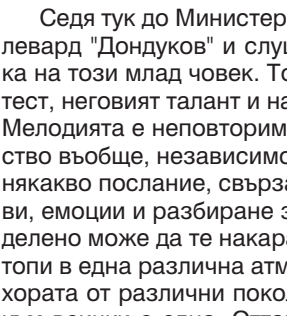 Седя тук до Министер
левард "Дондуков" и слуш
ка на този млад човек. То
тест, неговият талант и на
Мелодията е неповторим
ство въобще, независимо
някакво послание, свърза
ви, емоции и разбиране з
делено може да те накара
топи в една различна атм
хората от различни покол